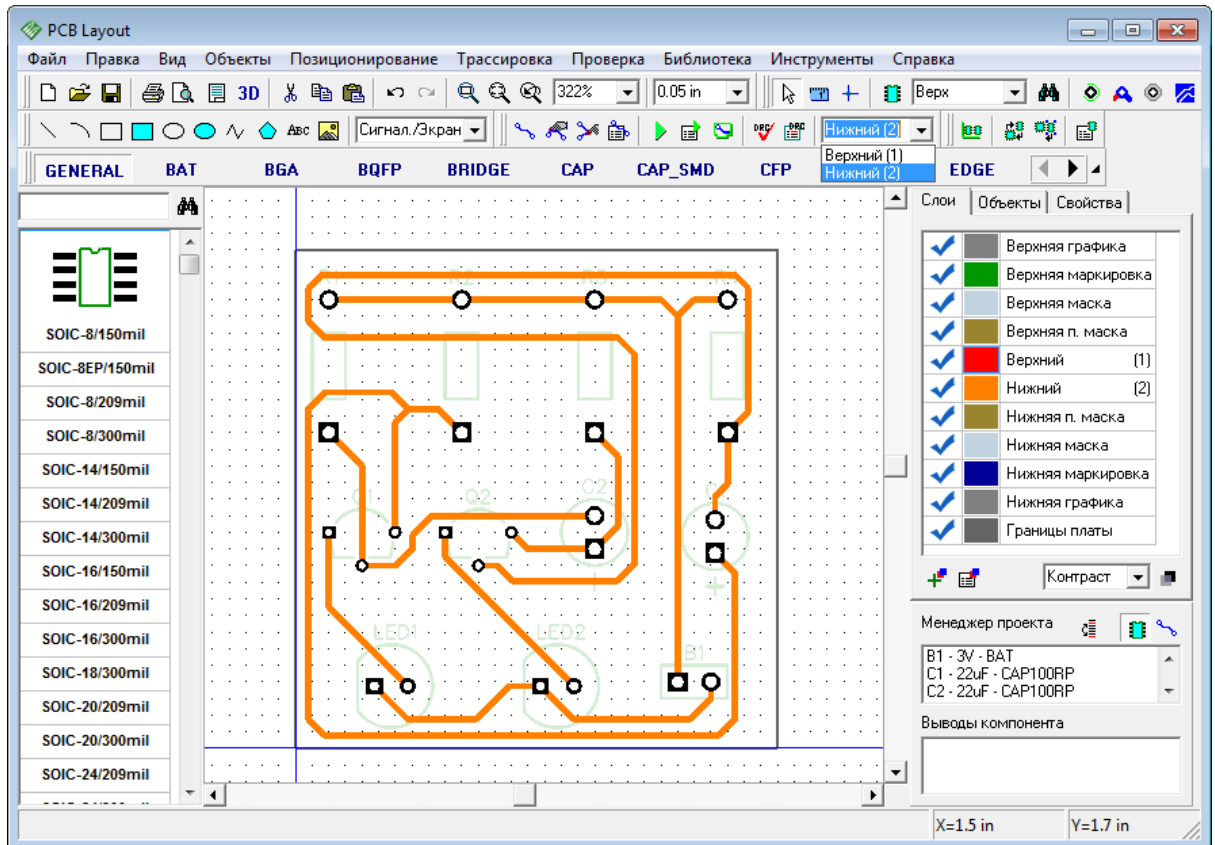 PCB Layout
Файл Правка Вид Объекты Позиционирование Трассировка Проверка Библиотека Инструменты Справка
3D 322% 0.05 in Верх
ABC Сигнал./Экран DRC DRC Нижний (2)
Верхний (1)
Нижний (2)
GENERAL BAT BGA BQFP BRIDGE CAP CAP_SMD CFP EDGE
SOIC-8/150mil
SOIC-8EP/150mil
SOIC-8/209mil
SOIC-8/300mil
SOIC-14/150mil
SOIC-14/209mil
SOIC-14/300mil
SOIC-16/150mil
SOIC-16/209mil
SOIC-16/300mil
SOIC-18/300mil
SOIC-20/209mil
SOIC-20/300mil
SOIC-24/209mil
R2
Q2 C2
LED1 LED2
B1
Слои Объекты Свойства
Верхняя графика
Верхняя маркировка
Верхняя маска
Верхняя п. маска
Верхний (1)
Нижний (2)
Нижняя п. маска
Нижняя маска
Нижняя маркировка
Нижняя графика
Границы платы
Контраст
Менеджер проекта
B1 - 3V - BAT
C1 - 22uF - CAP100RP
C2 - 22uF - CAP100RP
Выводы компонента
X=1.5 in Y=1.7 in